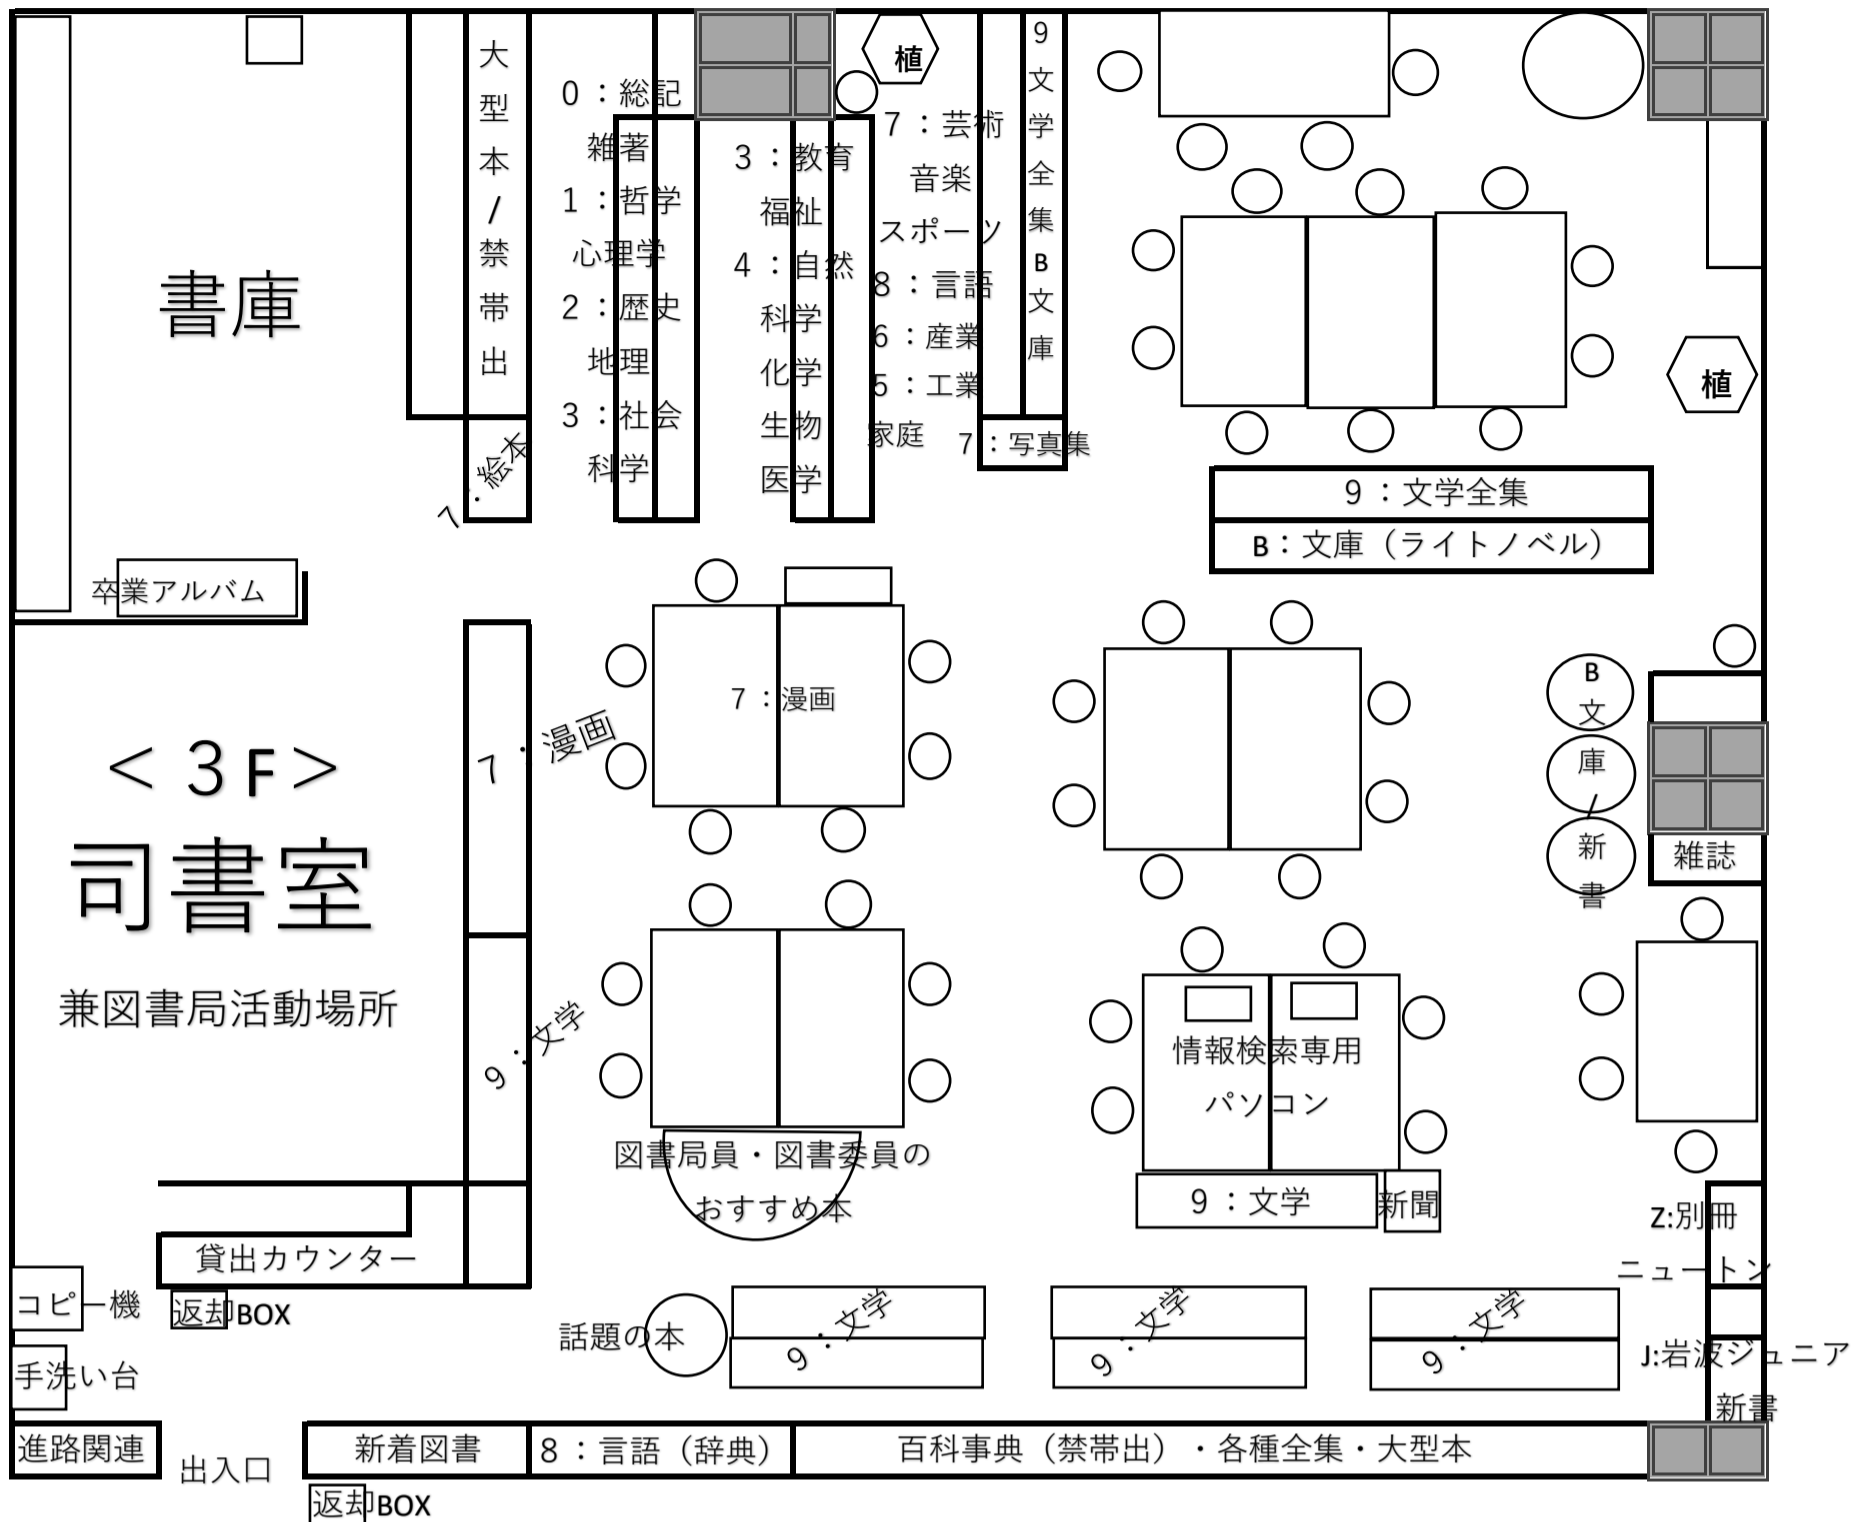 大型本/禁帯出
0：総記
雑著
1：哲学
心理学
2：歴史
地理
3：社会
科学
3：教育
福祉
4：自然
科学
化学
生物
医学
植
7：芸術
音楽
スポーツ
8：言語
6：産業
5：工業
家庭
9文学全集B文庫
7：写真集
植
書庫
7：絵本
9：文学全集
B：文庫（ライトノベル）
卒業アルバム
＜3F＞
司書室
兼図書局活動場所
7：漫画
7：漫画
B文庫/新書
雑誌
9：文学
情報検索専用
パソコン
図書局員・図書委員の
おすすめ本
9：文学
新聞
Z:別冊
ニュートン
貸出カウンター
コピー機
返却BOX
話題の本
9：文学
9：文学
9：文学
J:岩波ジュニア
新書
手洗い台
進路関連
出入口
新着図書
8：言語（辞典）
百科事典（禁帯出）・各種全集・大型本
返却BOX